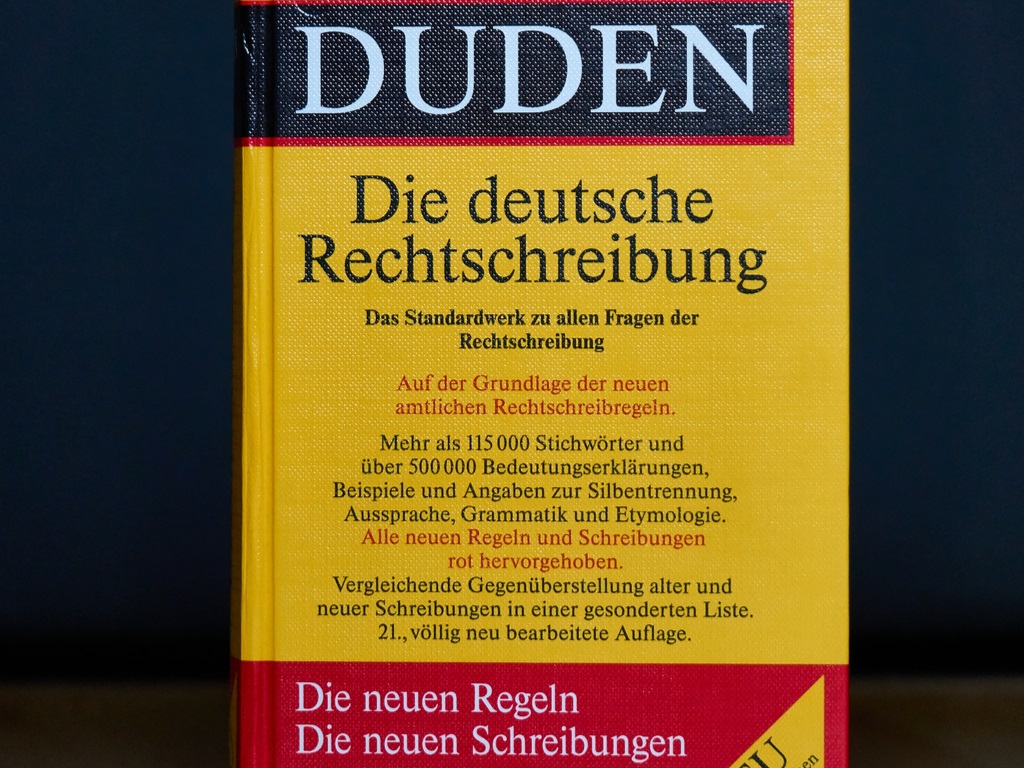 DUDEN
Die deutsche
Rechtschreibung
Das Standardwerk zu allen Fragen der
Rechtschreibung
Auf der Grundlage der neuen
amtlichen Rechtschreibregeln.
Mehr als 115 000 Stichwörter und
über 500 000 Bedeutungserklärungen,
Beispiele und Angaben zur Silbentrennung,
Aussprache, Grammatik und Etymologie.
Alle neuen Regeln und Schreibungen
rot hervorgehoben.
Vergleichende Gegenüberstellung alter und
neuer Schreibungen in einer gesonderten Liste.
21., völlig neu bearbeitete Auflage.
Die neuen Regeln
Die neuen Schreibungen